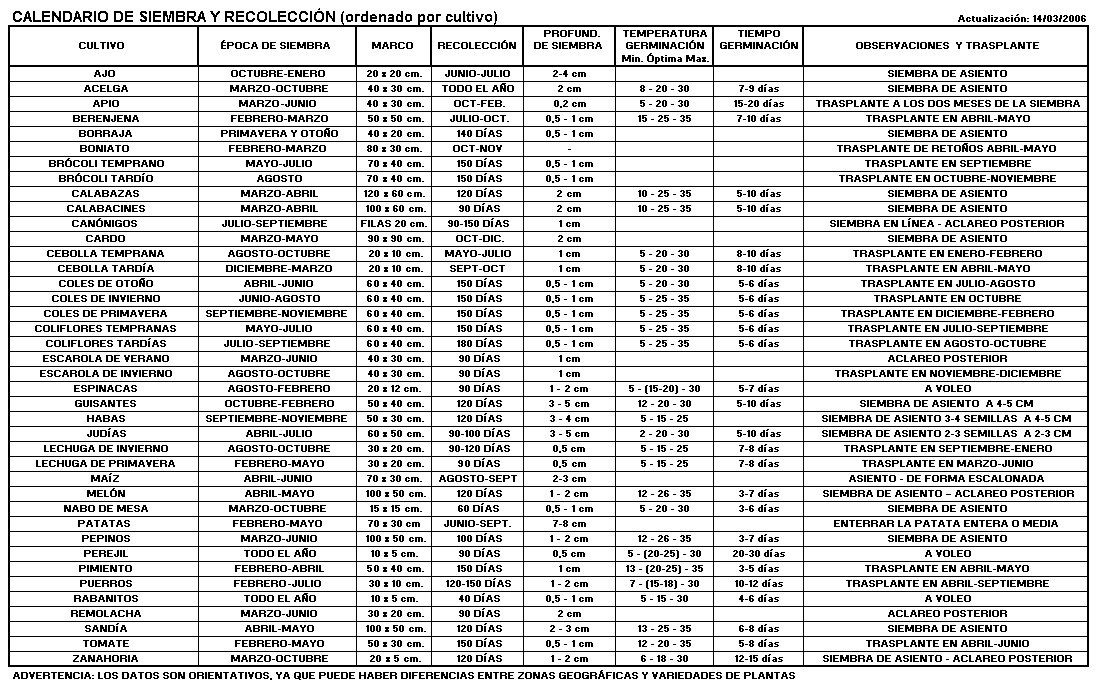 CALENDARIO DE SIEMBRA Y RECOLECCIÓN (ordenado por cultivo)
Actualización: 14/03/2006
CULTIVO ÉPOCA DE SIEMBRA MARCO RECOLECCIÓN PROFUND. DE SIEMBRA TEMPERATURA GERMINACIÓN Min. Óptima Max. TIEMPO GERMINACIÓN OBSERVACIONES Y TRASPLANTE
AJO OCTUBRE-ENERO 20 x 20 cm. JUNIO-JULIO 2-4 cm SIEMBRA DE ASIENTO
ACELGA MARZO-OCTUBRE 40 x 30 cm. TODO EL AÑO 2 cm 8 - 20 - 30 7-9 días SIEMBRA DE ASIENTO
APIO MARZO-JUNIO 40 x 30 cm. OCT-FEB. 0,2 cm 5 - 20 - 30 15-20 días TRASPLANTE A LOS DOS MESES DE LA SIEMBRA
BERENJENA FEBRERO-MARZO 50 x 50 cm. JULIO-OCT. 0,5 - 1 cm 15 - 25 - 35 7-10 días TRASPLANTE EN ABRIL-MAYO
BORRAJA PRIMAVERA Y OTOÑO 40 x 20 cm. 140 DÍAS 0,5 - 1 cm SIEMBRA DE ASIENTO
BONIATO FEBRERO-MARZO 80 x 30 cm. OCT-NOV - TRASPLANTE DE RETOÑOS ABRIL-MAYO
BRÓCOLI TEMPRANO MAYO-JULIO 70 x 40 cm. 150 DÍAS 0,5 - 1 cm TRASPLANTE EN SEPTIEMBRE
BRÓCOLI TARDÍO AGOSTO 70 x 40 cm. 150 DÍAS 0,5 - 1 cm TRASPLANTE EN OCTUBRE-NOVIEMBRE
CALABAZAS MARZO-ABRIL 120 x 60 cm. 120 DÍAS 2 cm 10 - 25 - 35 5-10 días SIEMBRA DE ASIENTO
CALABACINES MARZO-ABRIL 100 x 60 cm. 90 DÍAS 2 cm 10 - 25 - 35 5-10 días SIEMBRA DE ASIENTO
CANÓNIGOS JULIO-SEPTIEMBRE FILAS 20 cm. 90-150 DÍAS 1 cm SIEMBRA EN LÍNEA - ACLAREO POSTERIOR
CARDO MARZO-MAYO 90 x 90 cm. OCT-DIC. 2 cm SIEMBRA DE ASIENTO
CEBOLLA TEMPRANA AGOSTO-OCTUBRE 20 x 10 cm. MAYO-JULIO 1 cm 5 - 20 - 30 8-10 días TRASPLANTE EN ENERO-FEBRERO
CEBOLLA TARDÍA DICIEMBRE-MARZO 20 x 10 cm. SEPT-OCT 1 cm 5 - 20 - 30 8-10 días TRASPLANTE EN ABRIL-MAYO
COLES DE OTOÑO ABRIL-JUNIO 60 x 40 cm. 150 DÍAS 0,5 - 1 cm 5 - 25 - 35 5-6 días TRASPLANTE EN JULIO-AGOSTO
COLES DE INVIERNO JUNIO-AGOSTO 60 x 40 cm. 150 DÍAS 0,5 - 1 cm 5 - 25 - 35 5-6 días TRASPLANTE EN OCTUBRE
COLES DE PRIMAVERA SEPTIEMBRE-NOVIEMBRE 60 x 40 cm. 150 DÍAS 0,5 - 1 cm 5 - 25 - 35 5-6 días TRASPLANTE EN DICIEMBRE-FEBRERO
COLIFLORES TEMPRANAS MAYO-JULIO 60 x 40 cm. 150 DÍAS 0,5 - 1 cm 5 - 25 - 35 5-6 días TRASPLANTE EN JULIO-SEPTIEMBRE
COLIFLORES TARDÍAS JULIO-SEPTIEMBRE 60 x 40 cm. 180 DÍAS 0,5 - 1 cm 5 - 25 - 35 5-6 días TRASPLANTE EN AGOSTO-OCTUBRE
ESCAROLA DE VERANO MARZO-JUNIO 40 x 30 cm. 90 DÍAS 1 cm ACLAREO POSTERIOR
ESCAROLA DE INVIERNO AGOSTO-OCTUBRE 40 x 30 cm. 90 DÍAS 1 cm TRASPLANTE EN NOVIEMBRE-DICIEMBRE
ESPINACAS AGOSTO-FEBRERO 20 x 12 cm. 90 DÍAS 1 - 2 cm 5 - (15-20) - 30 5-7 días A VOLEO
GUISANTES OCTUBRE-FEBRERO 50 x 40 cm. 120 DÍAS 3 - 5 cm 12 - 20 - 30 5-10 días SIEMBRA DE ASIENTO A 4-5 CM
HABAS SEPTIEMBRE-NOVIEMBRE 50 x 30 cm. 120 DÍAS 3 - 4 cm 5 - 15 - 25 SIEMBRA DE ASIENTO 3-4 SEMILLAS A 4-5 CM
JUDÍAS ABRIL-JULIO 60 x 50 cm. 90-100 DÍAS 3 - 5 cm 2 - 20 - 30 5-10 días SIEMBRA DE ASIENTO 2-3 SEMILLAS A 2-3 CM
LECHUGA DE INVIERNO AGOSTO-OCTUBRE 30 x 20 cm. 90-120 DÍAS 0,5 cm 5 - 15 - 25 7-8 días TRASPLANTE EN SEPTIEMBRE-ENERO
LECHUGA DE PRIMAVERA FEBRERO-MAYO 30 x 20 cm. 90 DÍAS 0,5 cm 5 - 15 - 25 7-8 días TRASPLANTE EN MARZO-JUNIO
MAÍZ ABRIL-JUNIO 70 x 30 cm. AGOSTO-SEPT 2-3 cm ASIENTO - DE FORMA ESCALONADA
MELÓN ABRIL-MAYO 100 x 50 cm. 120 DÍAS 1 - 2 cm 12 - 26 - 35 3-7 días SIEMBRA DE ASIENTO – ACLAREO POSTERIOR
NABO DE MESA MARZO-OCTUBRE 15 x 15 cm. 60 DÍAS 0,5 - 1 cm 5 - 20 - 30 3-6 días SIEMBRA DE ASIENTO
PATATAS FEBRERO-MAYO 70 x 30 cm JUNIO-SEPT. 7-8 cm ENTERRAR LA PATATA ENTERA O MEDIA
PEPINOS MARZO-JUNIO 100 x 50 cm. 100 DÍAS 1 - 2 cm 12 - 26 - 35 3-7 días SIEMBRA DE ASIENTO
PEREJIL TODO EL AÑO 10 x 5 cm. 90 DÍAS 0,5 cm 5 - (20-25) - 30 20-30 días A VOLEO
PIMIENTO FEBRERO-ABRIL 50 x 40 cm. 150 DÍAS 1 cm 13 - (20-25) - 35 3-5 días TRASPLANTE EN ABRIL-MAYO
PUERROS FEBRERO-JULIO 30 x 10 cm. 120-150 DÍAS 1 - 2 cm 7 - (15-18) - 30 10-12 días TRASPLANTE EN ABRIL-SEPTIEMBRE
RABANITOS TODO EL AÑO 10 x 5 cm. 40 DÍAS 0,5 - 1 cm 5 - 15 - 30 4-6 días A VOLEO
REMOLACHA MARZO-JUNIO 30 x 20 cm. 90 DÍAS 2 cm ACLAREO POSTERIOR
SANDÍA ABRIL-MAYO 100 x 50 cm. 120 DÍAS 2 - 3 cm 13 - 25 - 35 6-8 días SIEMBRA DE ASIENTO
TOMATE FEBRERO-MAYO 50 x 30 cm. 150 DÍAS 0,5 - 1 cm 12 - 20 - 35 5-8 días TRASPLANTE EN ABRIL-JUNIO
ZANAHORIA MARZO-OCTUBRE 20 x 5 cm. 120 DÍAS 1 - 2 cm 6 - 18 - 30 12-15 días SIEMBRA DE ASIENTO - ACLAREO POSTERIOR
ADVERTENCIA: LOS DATOS SON ORIENTATIVOS, YA QUE PUEDE HABER DIFERENCIAS ENTRE ZONAS GEOGRÁFICAS Y VARIEDADES DE PLANTAS